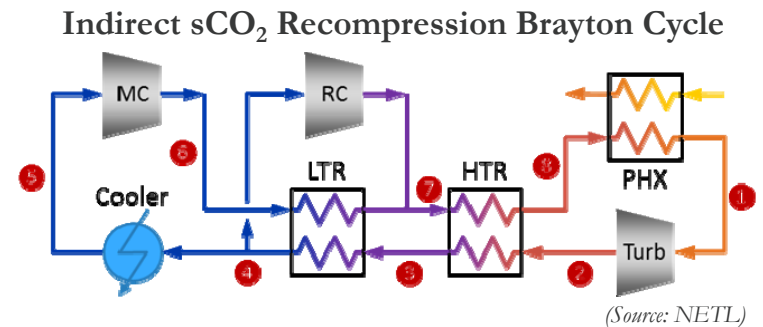 Indirect sCO₂ Recompression Brayton Cycle
MC
RC
6
8
5
LTR
7
HTR
PHX
1
Cooler
Turb
4
3
2
(Source: NETL)